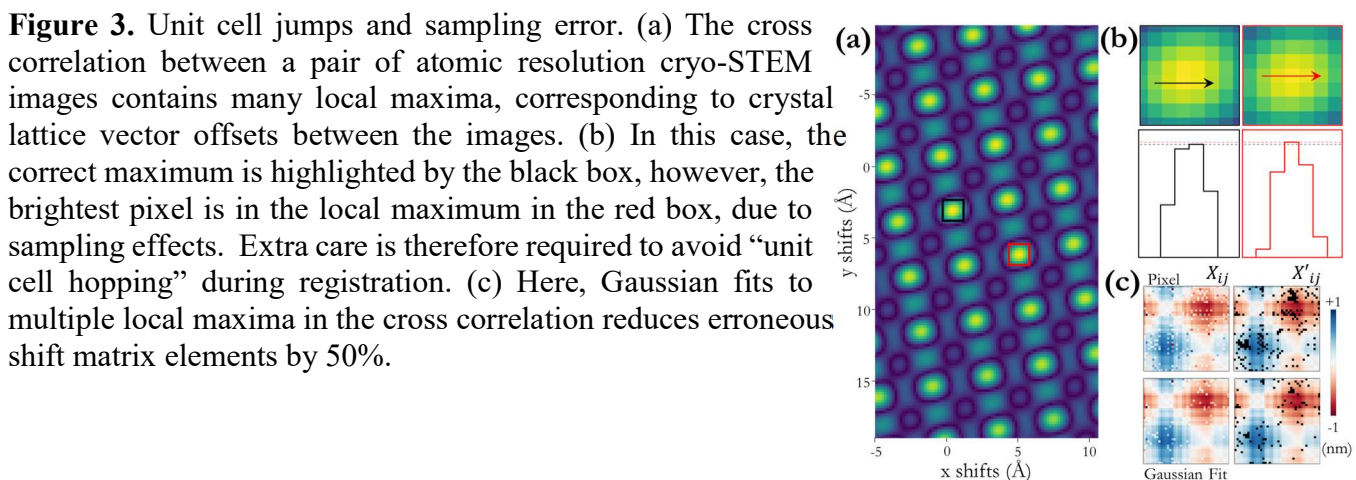 Figure 3. Unit cell jumps and sampling error. (a) The cross
correlation between a pair of atomic resolution cryo-STEM
images contains many local maxima, corresponding to crystal
lattice vector offsets between the images. (b) In this case, the
correct maximum is highlighted by the black box, however, the
brightest pixel is in the local maximum in the red box, due to
sampling effects. Extra care is therefore required to avoid “unit
cell hopping” during registration. (c) Here, Gaussian fits to
multiple local maxima in the cross correlation reduces erroneous
shift matrix elements by 50%.
(a)
-5
0
5
10
15
y shifts (Å)
-5 0 5 10
x shifts (Å)
(b)
(c)
Pixel X_ij X'_ij
+1
-1
(nm)
Gaussian Fit